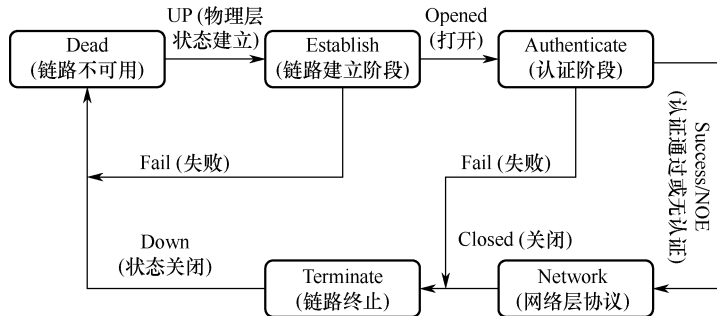 Dead
(链路不可用)
UP (物理层
状态建立)
Establish
(链路建立阶段)
Opened
(打开)
Authenticate
(认证阶段)
Success/NOE
(认证通过或无认证)
Fail (失败)
Fail (失败)
Down
(状态关闭)
Terminate
(链路终止)
Closed (关闭)
Network
(网络层协议)